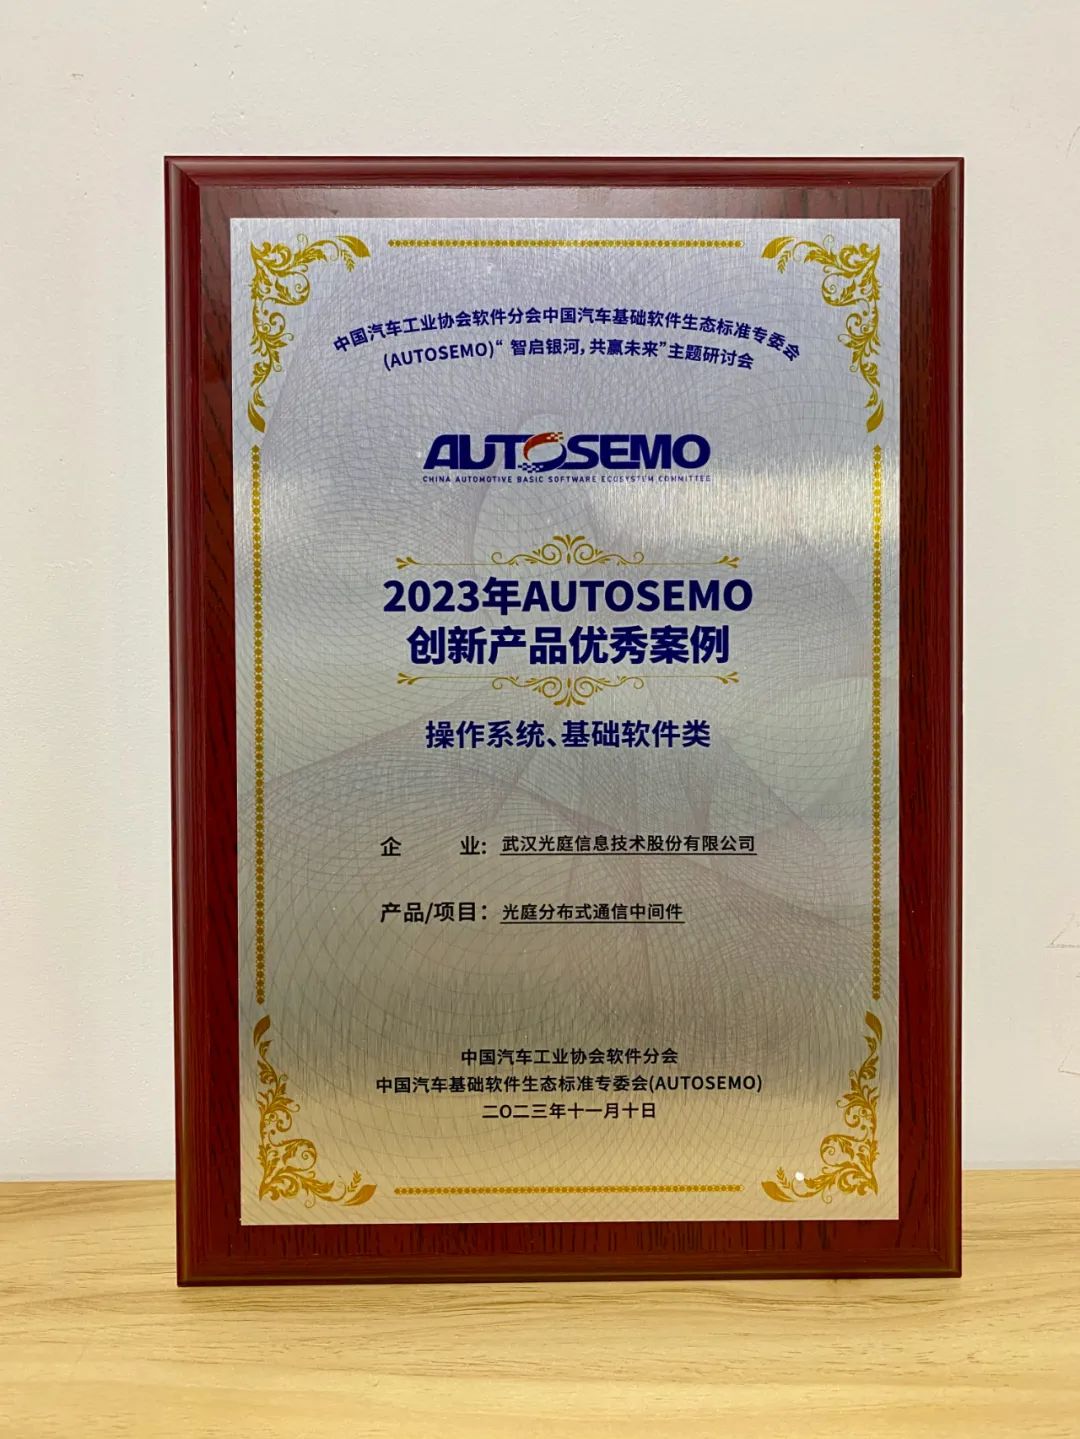 中国汽车工业协会软件分会中国汽车基础软件生态标准专委会
(AUTOSEMO)“智启银河,共赢未来”主题研讨会
AUTOSEMO
CHINA AUTOMOTIVE BASIC SOFTWARE ECOSYSTEM COMMITTEE
2023年AUTOSEMO
创新产品优秀案例
操作系统、基础软件类
企 业: 武汉光庭信息技术股份有限公司
产品/项目: 光庭分布式通信中间件
中国汽车工业协会软件分会
中国汽车基础软件生态标准专委会(AUTOSEMO)
二〇二三年十一月十日